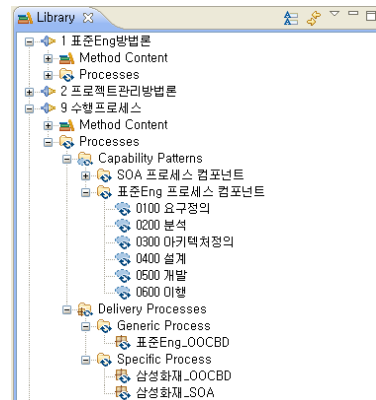 Library
1 표준Eng방법론
Method Content
Processes
2 프로젝트관리방법론
9 수행프로세스
Method Content
Processes
Capability Patterns
SOA 프로세스 컴포넌트
표준Eng 프로세스 컴포넌트
0100 요구정의
0200 분석
0300 아키텍처정의
0400 설계
0500 개발
0600 이행
Delivery Processes
Generic Process
표준Eng_OOCBD
Specific Process
삼성화재_OOCBD
삼성화재_SOA